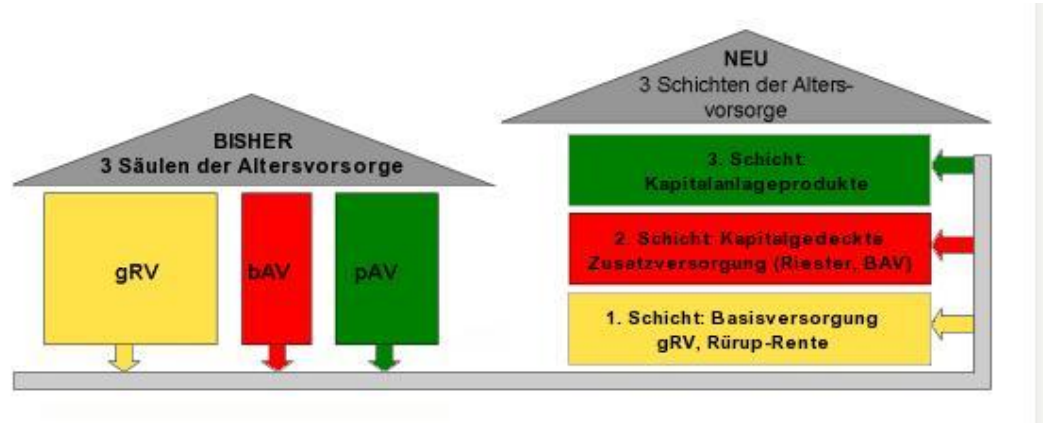 BISHER
3 Säulen der Altersvorsorge
gRV
bAV
pAV
NEU
3 Schichten der Alters-
vorsorge
3. Schicht:
Kapitalanlageprodukte
2. Schicht: Kapitalgedeckte
Zusatzversorgung (Riester, BAV)
1. Schicht: Basisversorgung
gRV, Rürup-Rente